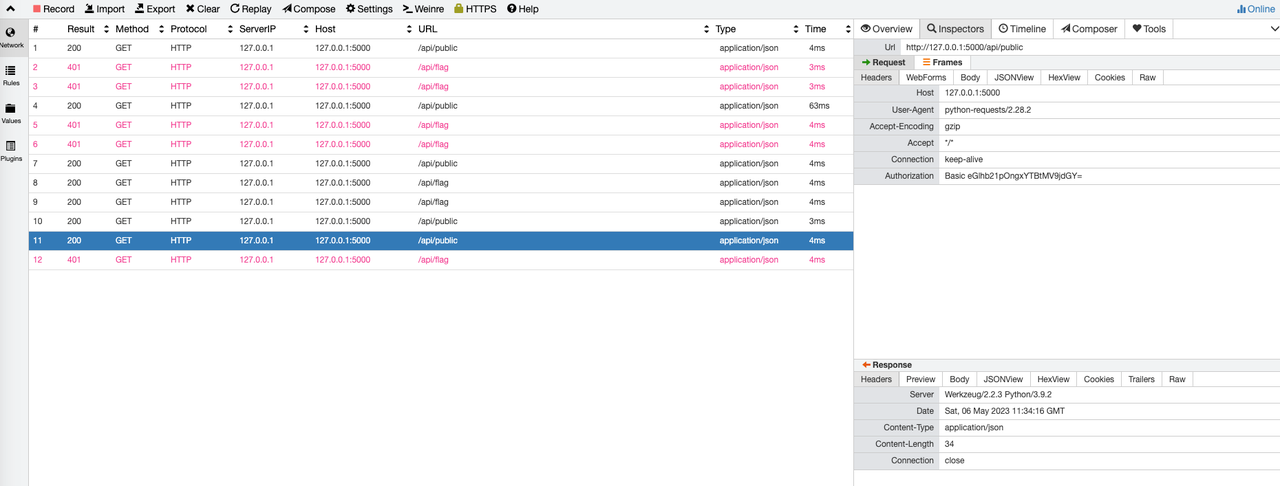 Record Import Export Clear Replay Compose Settings Weinre HTTPS Help Online
Network
Rules
Values
Plugins
# Result Method Protocol ServerIP Host URL Type Time
1 200 GET HTTP 127.0.0.1 127.0.0.1:5000 /api/public application/json 4ms
2 401 GET HTTP 127.0.0.1 127.0.0.1:5000 /api/flag application/json 3ms
3 401 GET HTTP 127.0.0.1 127.0.0.1:5000 /api/flag application/json 3ms
4 200 GET HTTP 127.0.0.1 127.0.0.1:5000 /api/public application/json 63ms
5 401 GET HTTP 127.0.0.1 127.0.0.1:5000 /api/flag application/json 4ms
6 401 GET HTTP 127.0.0.1 127.0.0.1:5000 /api/flag application/json 4ms
7 200 GET HTTP 127.0.0.1 127.0.0.1:5000 /api/public application/json 4ms
8 200 GET HTTP 127.0.0.1 127.0.0.1:5000 /api/flag application/json 4ms
9 200 GET HTTP 127.0.0.1 127.0.0.1:5000 /api/flag application/json 4ms
10 200 GET HTTP 127.0.0.1 127.0.0.1:5000 /api/public application/json 3ms
11 200 GET HTTP 127.0.0.1 127.0.0.1:5000 /api/public application/json 4ms
12 401 GET HTTP 127.0.0.1 127.0.0.1:5000 /api/flag application/json 4ms
Overview Inspectors Timeline Composer Tools
Url http://127.0.0.1:5000/api/public
Request Frames
Headers WebForms Body JSONView HexView Cookies Raw
Host 127.0.0.1:5000
User-Agent python-requests/2.28.2
Accept-Encoding gzip
Accept "*/*"
Connection keep-alive
Authorization Basic eGlhb21pOngxYTBtMV9jdGY=
Response
Headers Preview Body JSONView HexView Cookies Trailers Raw
Server Werkzeug/2.2.3 Python/3.9.2
Date Sat, 06 May 2023 11:34:16 GMT
Content-Type application/json
Content-Length 34
Connection close